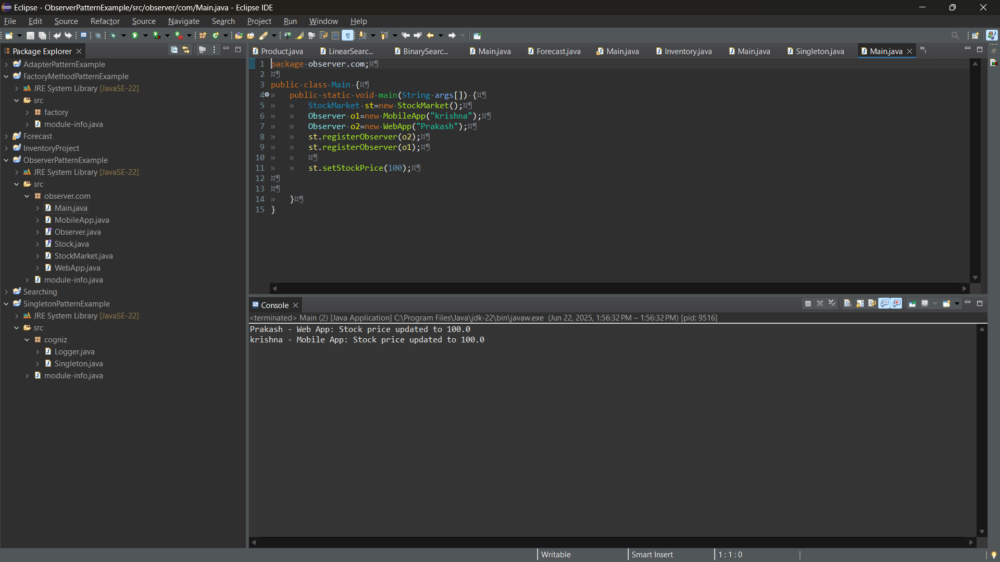 Eclipse - ObserverPatternExample/src/observer/com/Main.java - Eclipse IDE
File Edit Source Refactor Source Navigate Search Project Run Window Help
Package Explorer
AdapterPatternExample
FactoryMethodPatternExample
JRE System Library [JavaSE-22]
src
factory
module-info.java
Forecast
InventoryProject
ObserverPatternExample
JRE System Library [JavaSE-22]
src
observer.com
Main.java
MobileApp.java
Observer.java
Stock.java
StockMarket.java
WebApp.java
module-info.java
Searching
SingletonPatternExample
JRE System Library [JavaSE-22]
src
cogniz
Logger.java
Singleton.java
module-info.java
Product.java LinearSearc... BinarySearc... Main.java Forecast.java Main.java Inventory.java Main.java Singleton.java Main.java »1
1 package·observer.com;¤¶
2 ¤¶
3 public·class·Main·{¤¶
4 » public·static·void·main(String·args[])·{¤¶
5 » » StockMarket·st=new·StockMarket();¤¶
6 » » Observer·o1=new·MobileApp("krishna");¤¶
7 » » Observer·o2=new·WebApp("Prakash");¤¶
8 » » st.registerObserver(o2);¤¶
9 » » st.registerObserver(o1);¤¶
10 » » ¤¶
11 » » st.setStockPrice(100);¤¶
12 ¤¶
13 ¤¶
14 » }¤¶
15 }
Console
<terminated> Main (2) [Java Application] C:\Program Files\Java\jdk-22\bin\javaw.exe (Jun 22, 2025, 1:56:32 PM – 1:56:32 PM) [pid: 9516]
Prakash - Web App: Stock price updated to 100.0
krishna - Mobile App: Stock price updated to 100.0
Writable Smart Insert 1 : 1 : 0